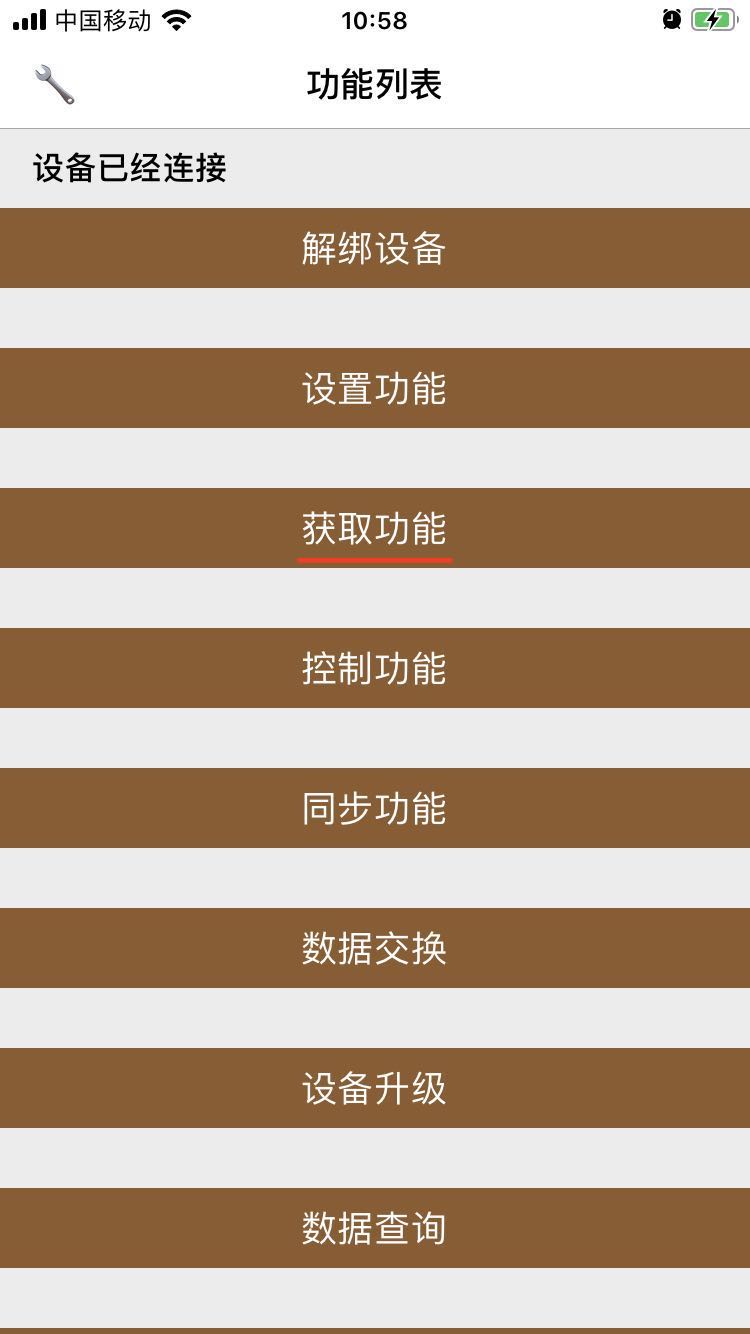 中国移动 10:58
功能列表
设备已经连接
解绑设备
设置功能
获取功能
控制功能
同步功能
数据交换
设备升级
数据查询